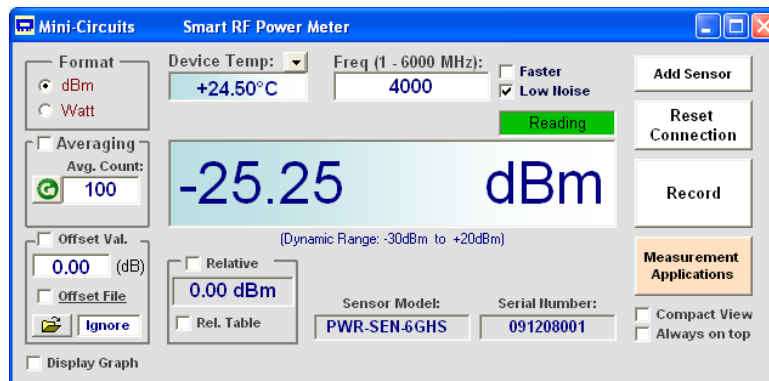 Mini-Circuits Smart RF Power Meter
Format
dBm
Watt
Device Temp:
+24.50°C
Freq (1 - 6000 MHz):
4000
Faster
Low Noise
Reading
Add Sensor
Reset
Connection
Record
Measurement
Applications
Averaging
Avg. Count:
100
-25.25 dBm
(Dynamic Range: -30dBm to +20dBm)
Offset Val.
0.00 (dB)
Offset File
Ignore
Relative
0.00 dBm
Rel. Table
Sensor Model:
PWR-SEN-6GHS
Serial Number:
091208001
Compact View
Always on top
Display Graph